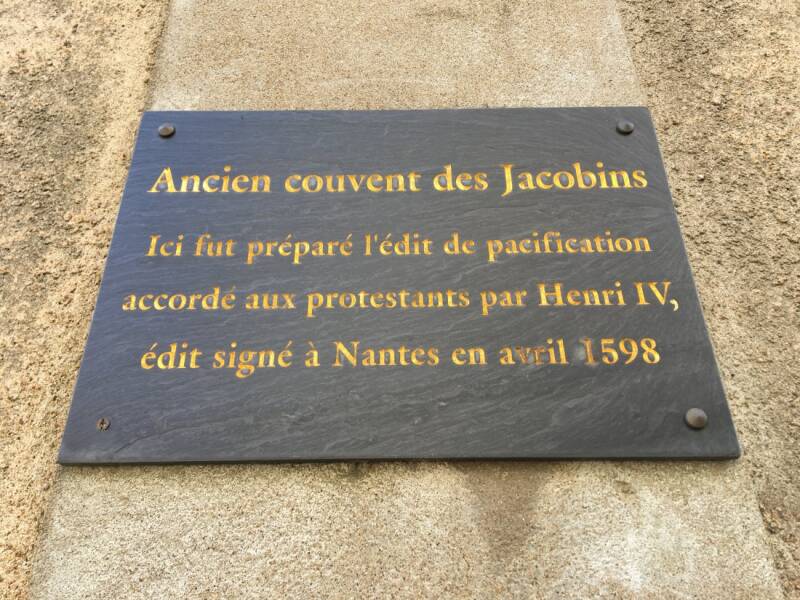 Ancien couvent des Jacobins
Ici fut préparé l'édit de pacification
accordé aux protestants par Henri IV,
édit signé à Nantes en avril 1598